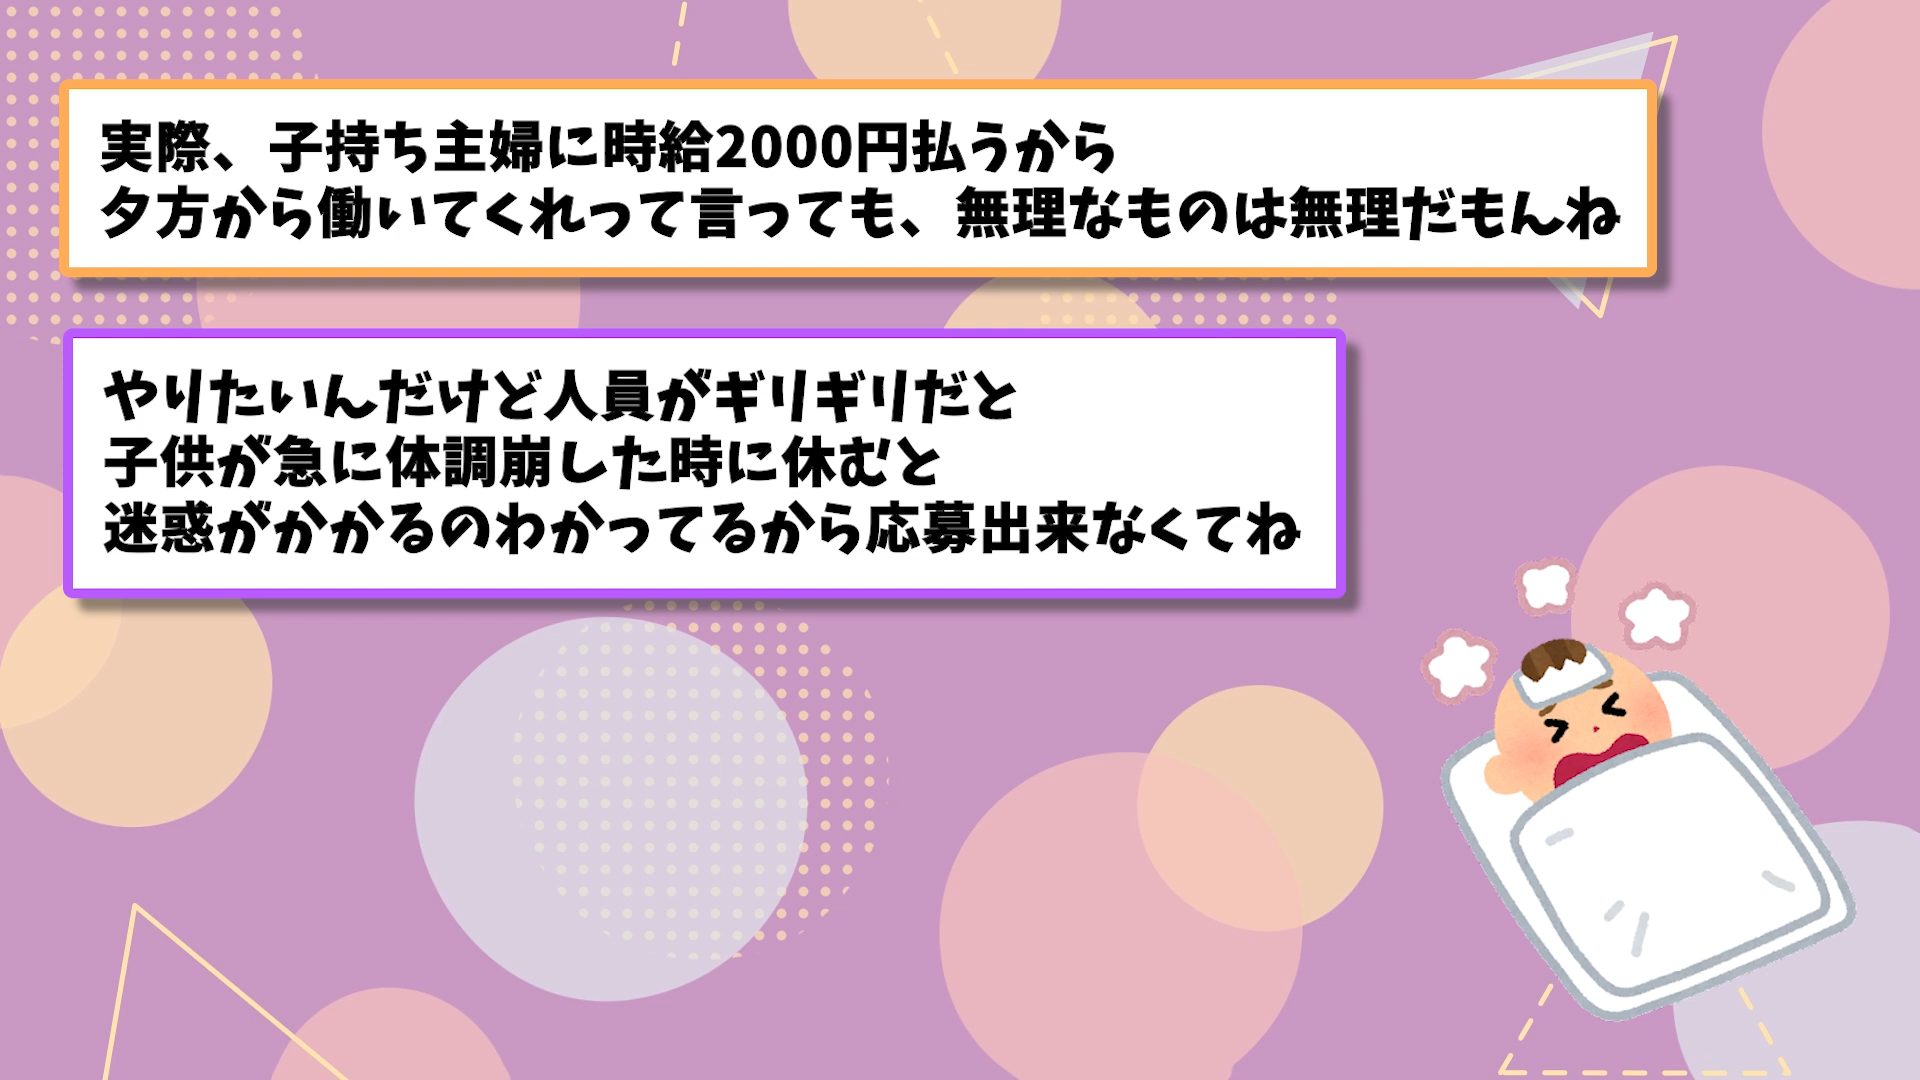 実際、子持ち主婦に時給2000円払うから
夕方から働いてくれって言っても、無理なものは無理だもんね
やりたいんだけど人員がギリギリだと
子供が急に体調崩した時に休むと
迷惑がかかるのわかってるから応募出来なくてね